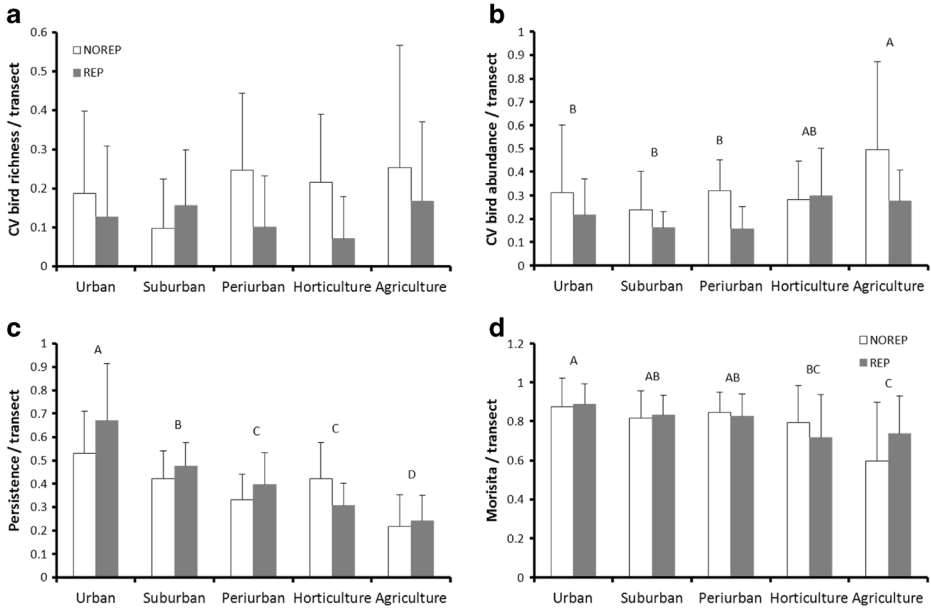 a
CV bird richness / transect
0.6
0.5
0.4
0.3
0.2
0.1
0
NOREP
REP
Urban Suburban Periurban Horticulture Agriculture
b
CV bird abundance / transect
1
0.9
0.8
0.7
0.6
0.5
0.4
0.3
0.2
0.1
0
B B B AB A
Urban Suburban Periurban Horticulture Agriculture
c
Persistence / transect
1
0.9
0.8
0.7
0.6
0.5
0.4
0.3
0.2
0.1
0
A B C C D
Urban Suburban Periurban Horticulture Agriculture
d
Morisita / transect
1.2
1
0.8
0.6
0.4
0.2
0
NOREP
REP
A AB AB BC C
Urban Suburban Periurban Horticulture Agriculture